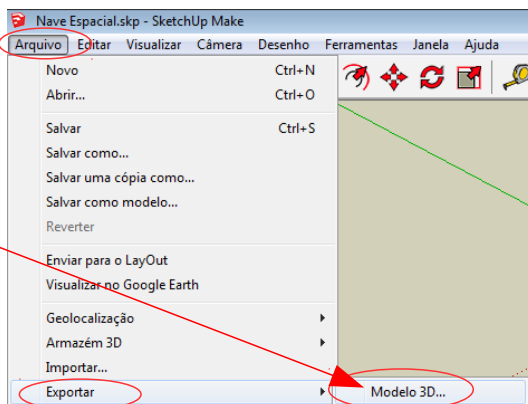 Nave Espacial.skp - SketchUp Make
Arquivo Editar Visualizar Câmera Desenho Ferramentas Janela Ajuda
Novo Ctrl+N
Abrir... Ctrl+O
Salvar Ctrl+S
Salvar como...
Salvar uma cópia como...
Salvar como modelo...
Reverter
Enviar para o LayOut
Visualizar no Google Earth
Geolocalização
Armazém 3D
Importar...
Exportar Modelo 3D...